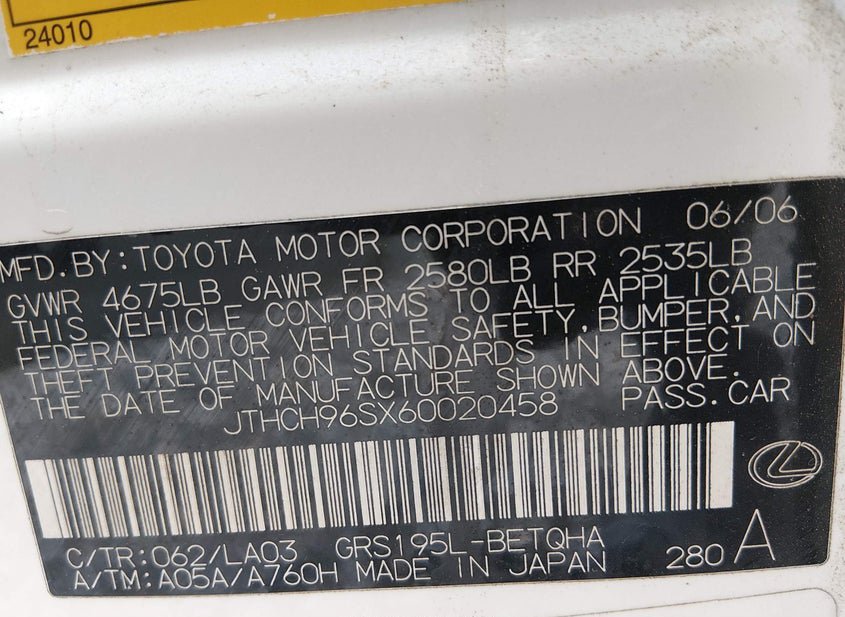 24010
MFD.BY:TOYOTA MOTOR CORPORATION 06/06
GVWR 4675LB GAWR FR 2580LB RR 2535LB
THIS VEHICLE CONFORMS TO ALL APPLICABLE
FEDERAL MOTOR VEHICLE SAFETY,BUMPER,AND
THEFT PREVENTION STANDARDS IN EFFECT ON
THE DATE OF MANUFACTURE SHOWN ABOVE.
JTHCH96SX60020458 PASS.CAR
C/TR:062/LA03 GRS195L-BETQHA
A/TM:A05A/A760H MADE IN JAPAN 280 A